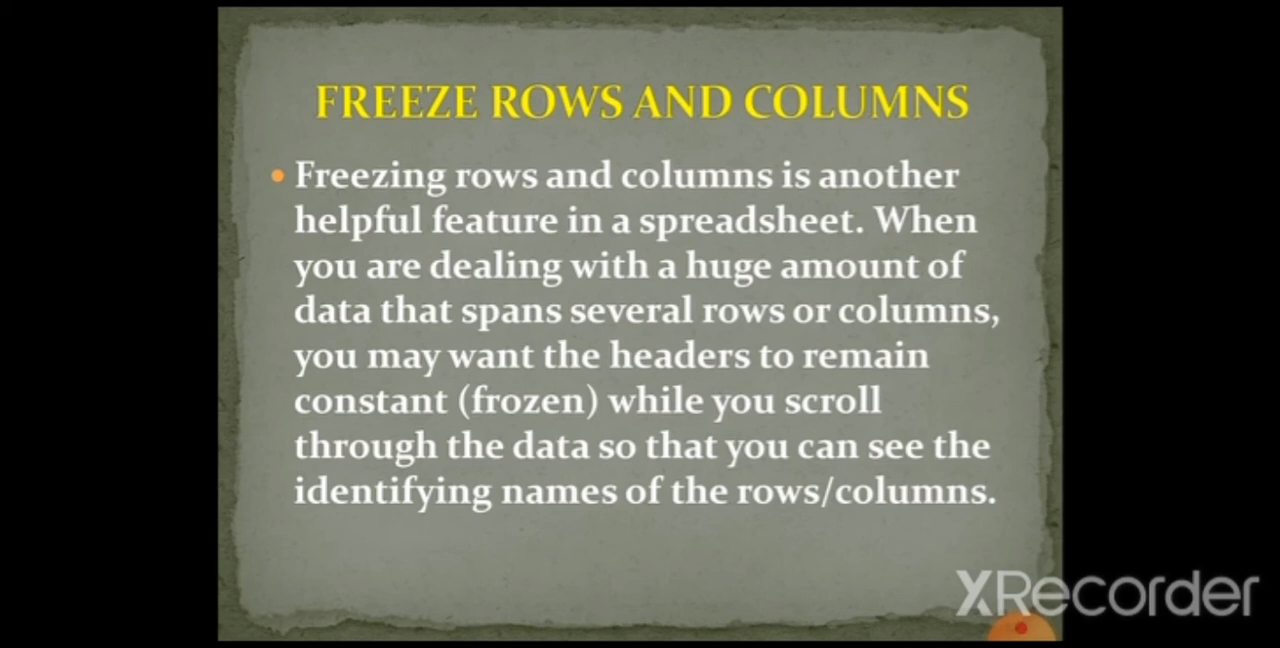 FREEZE ROWS AND COLUMNS
• Freezing rows and columns is another
helpful feature in a spreadsheet. When
you are dealing with a huge amount of
data that spans several rows or columns,
you may want the headers to remain
constant (frozen) while you scroll
through the data so that you can see the
identifying names of the rows/columns.
XRecorder